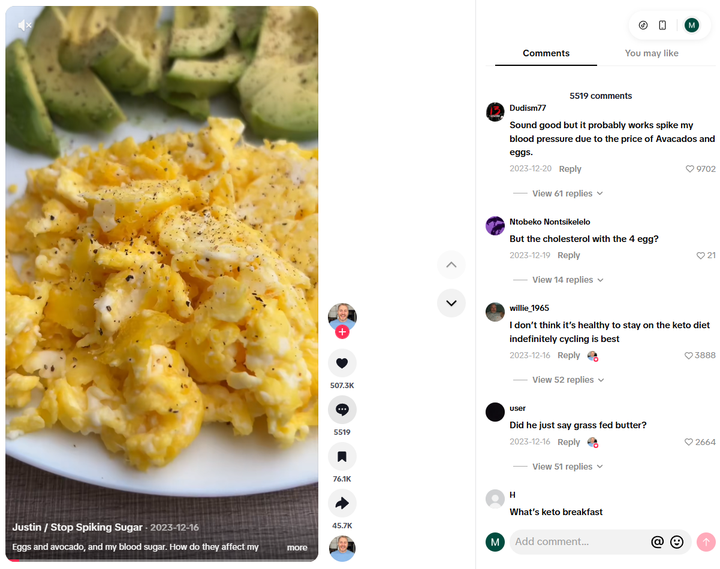 Comments
You may like
5519 comments
Dudism77
Sound good but it probably works spike my
blood pressure due to the price of Avacados and
eggs.
2023-12-20 Reply 9702
View 61 replies
Ntobeko Nontsikelelo
But the cholesterol with the 4 egg?
2023-12-19 Reply 21
View 14 replies
willie_1965
I don't think it's healthy to stay on the keto diet
indefinitely cycling is best
2023-12-16 Reply 3888
View 52 replies
user
Did he just say grass fed butter?
2023-12-16 Reply 2664
View 51 replies
H
What's keto breakfast
M
Add comment... @
M
507.3K
5519
76.1K
45.7K
Justin / Stop Spiking Sugar · 2023-12-16
Eggs and avocado, and my blood sugar. How do they affect my more